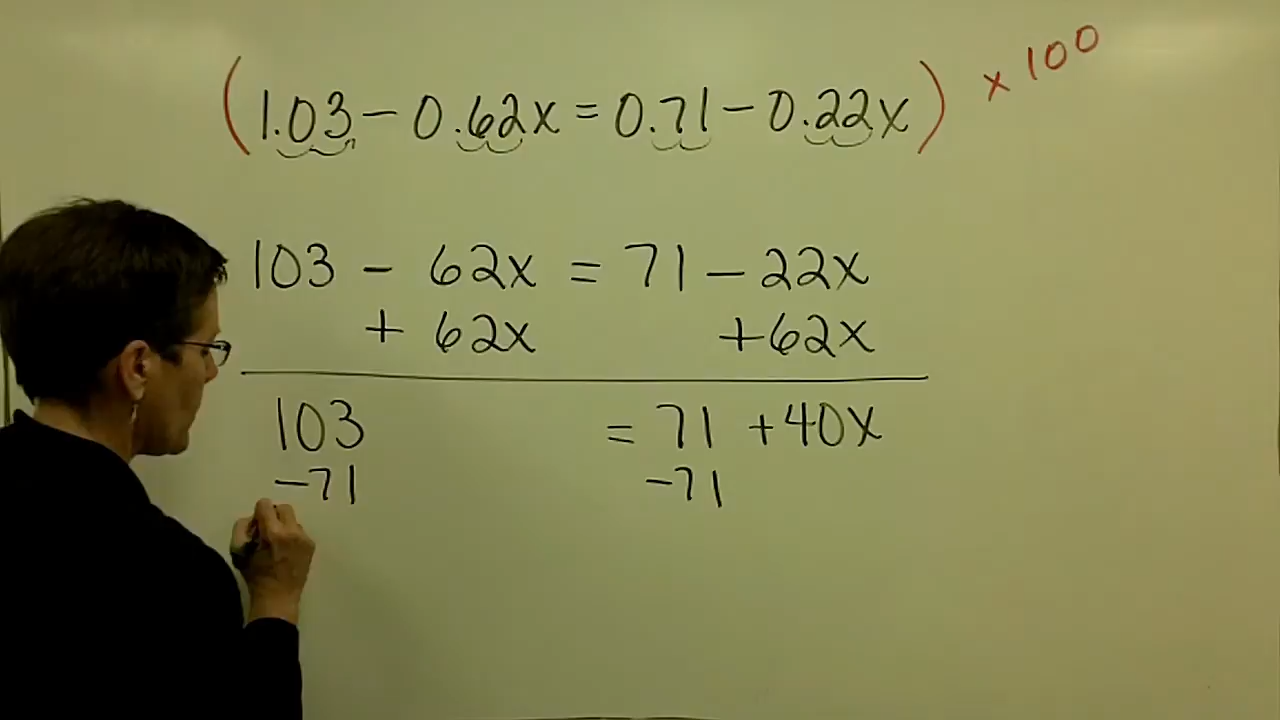 (1.03 - 0.62x = 0.71 - 0.22x) x 100
103 - 62x = 71 - 22x
+ 62x +62x
103 = 71 +40x
-71 -71